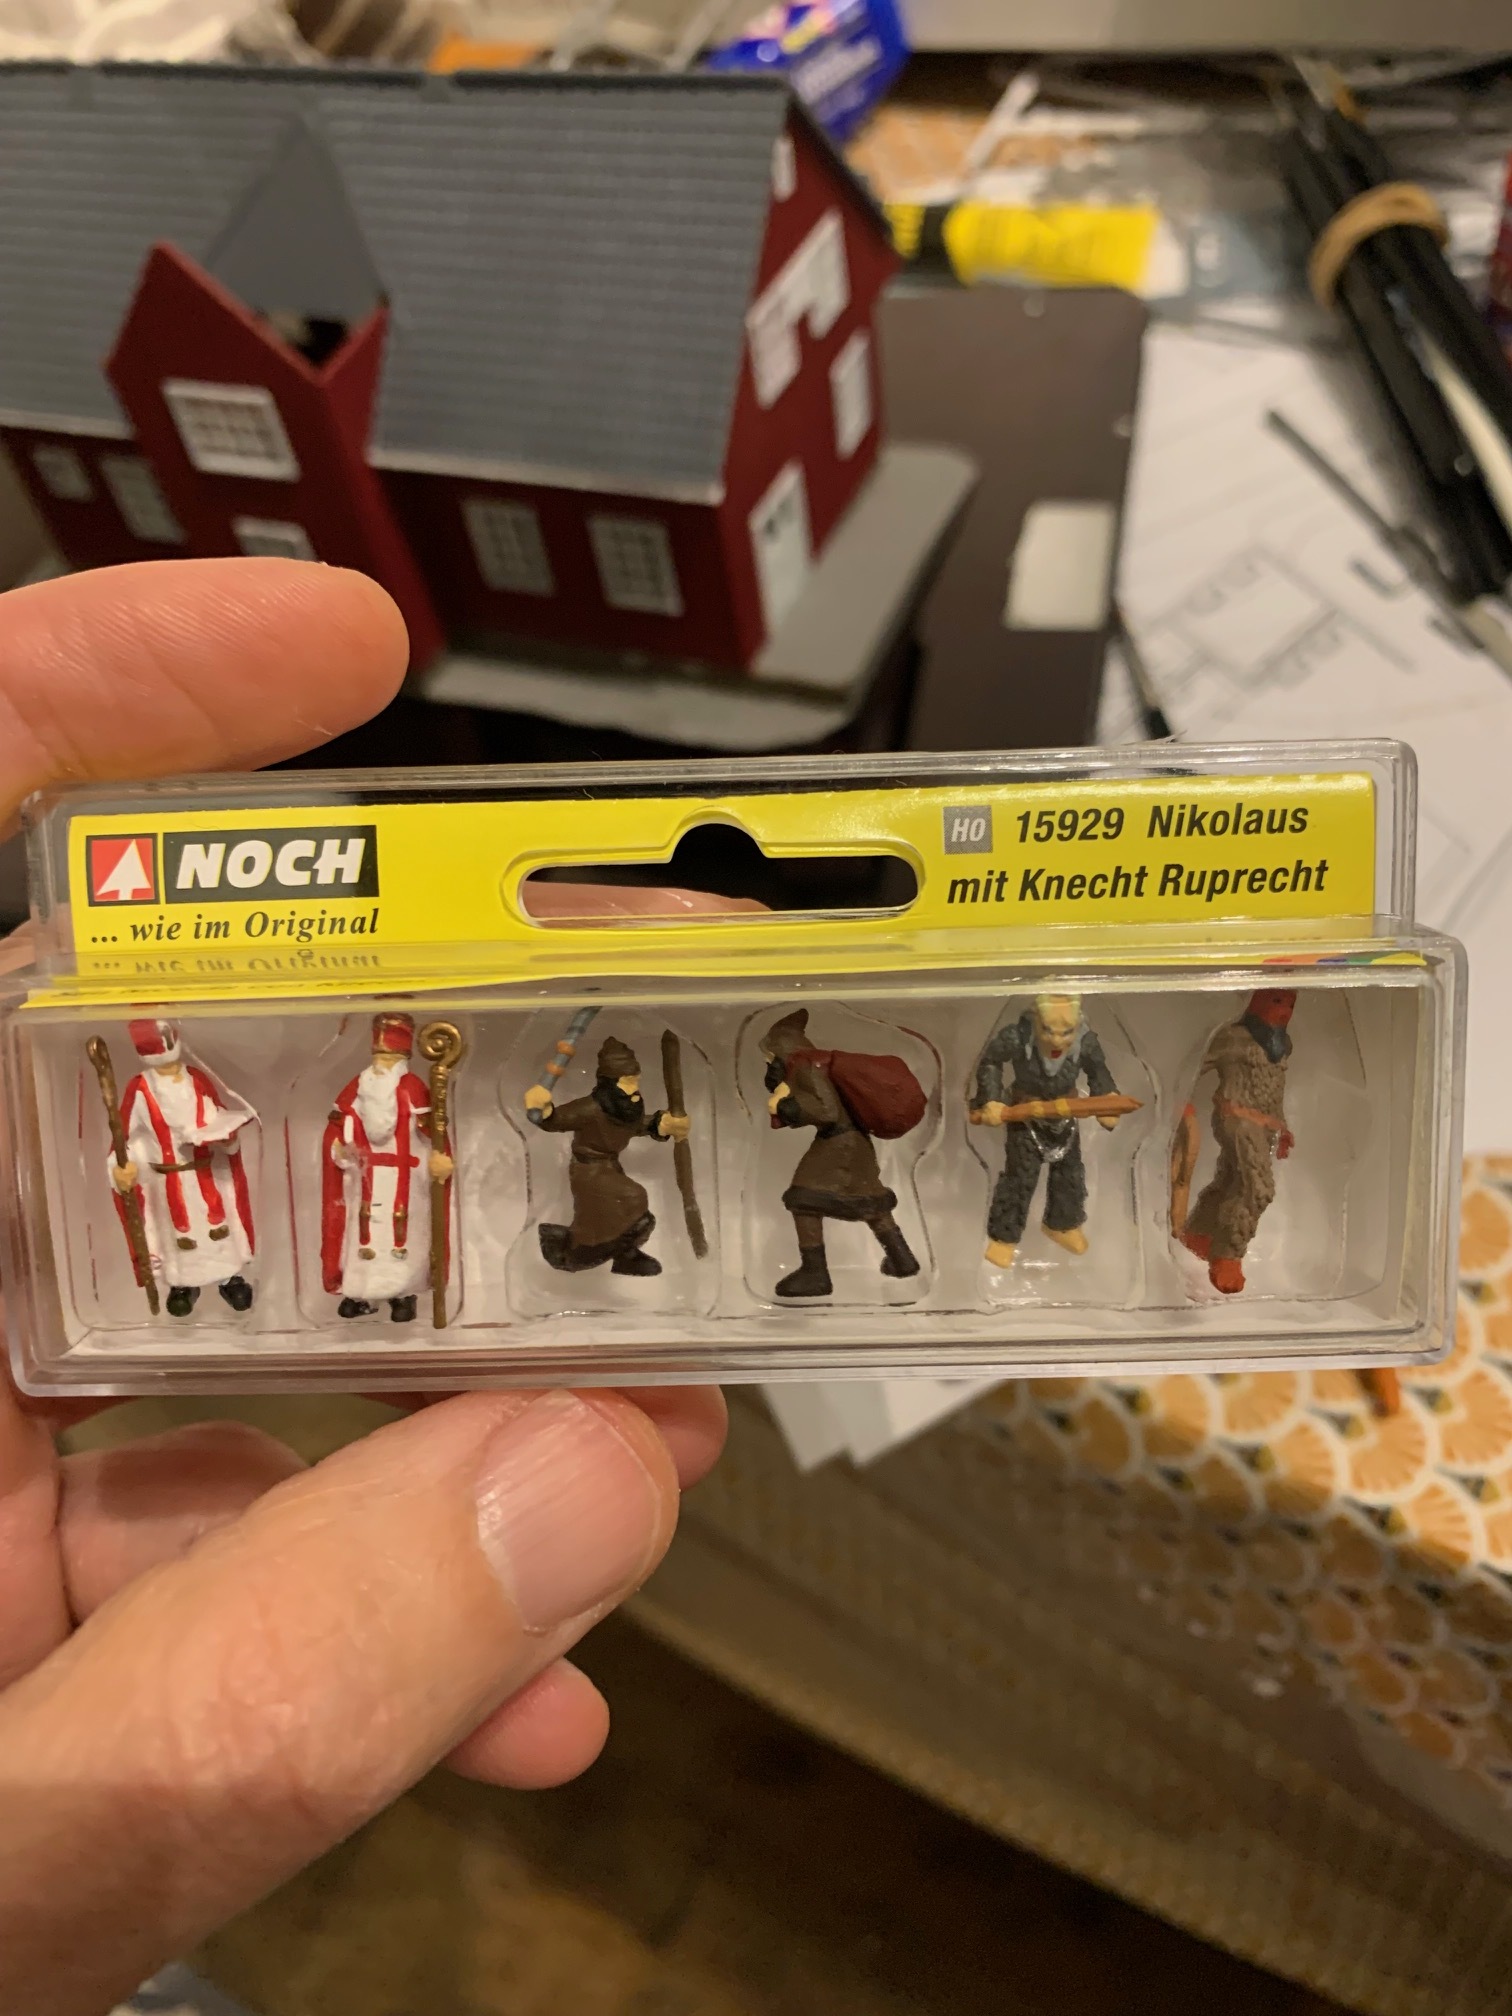 NOCH
... wie im Original
H0 15929 Nikolaus
mit Knecht Ruprecht